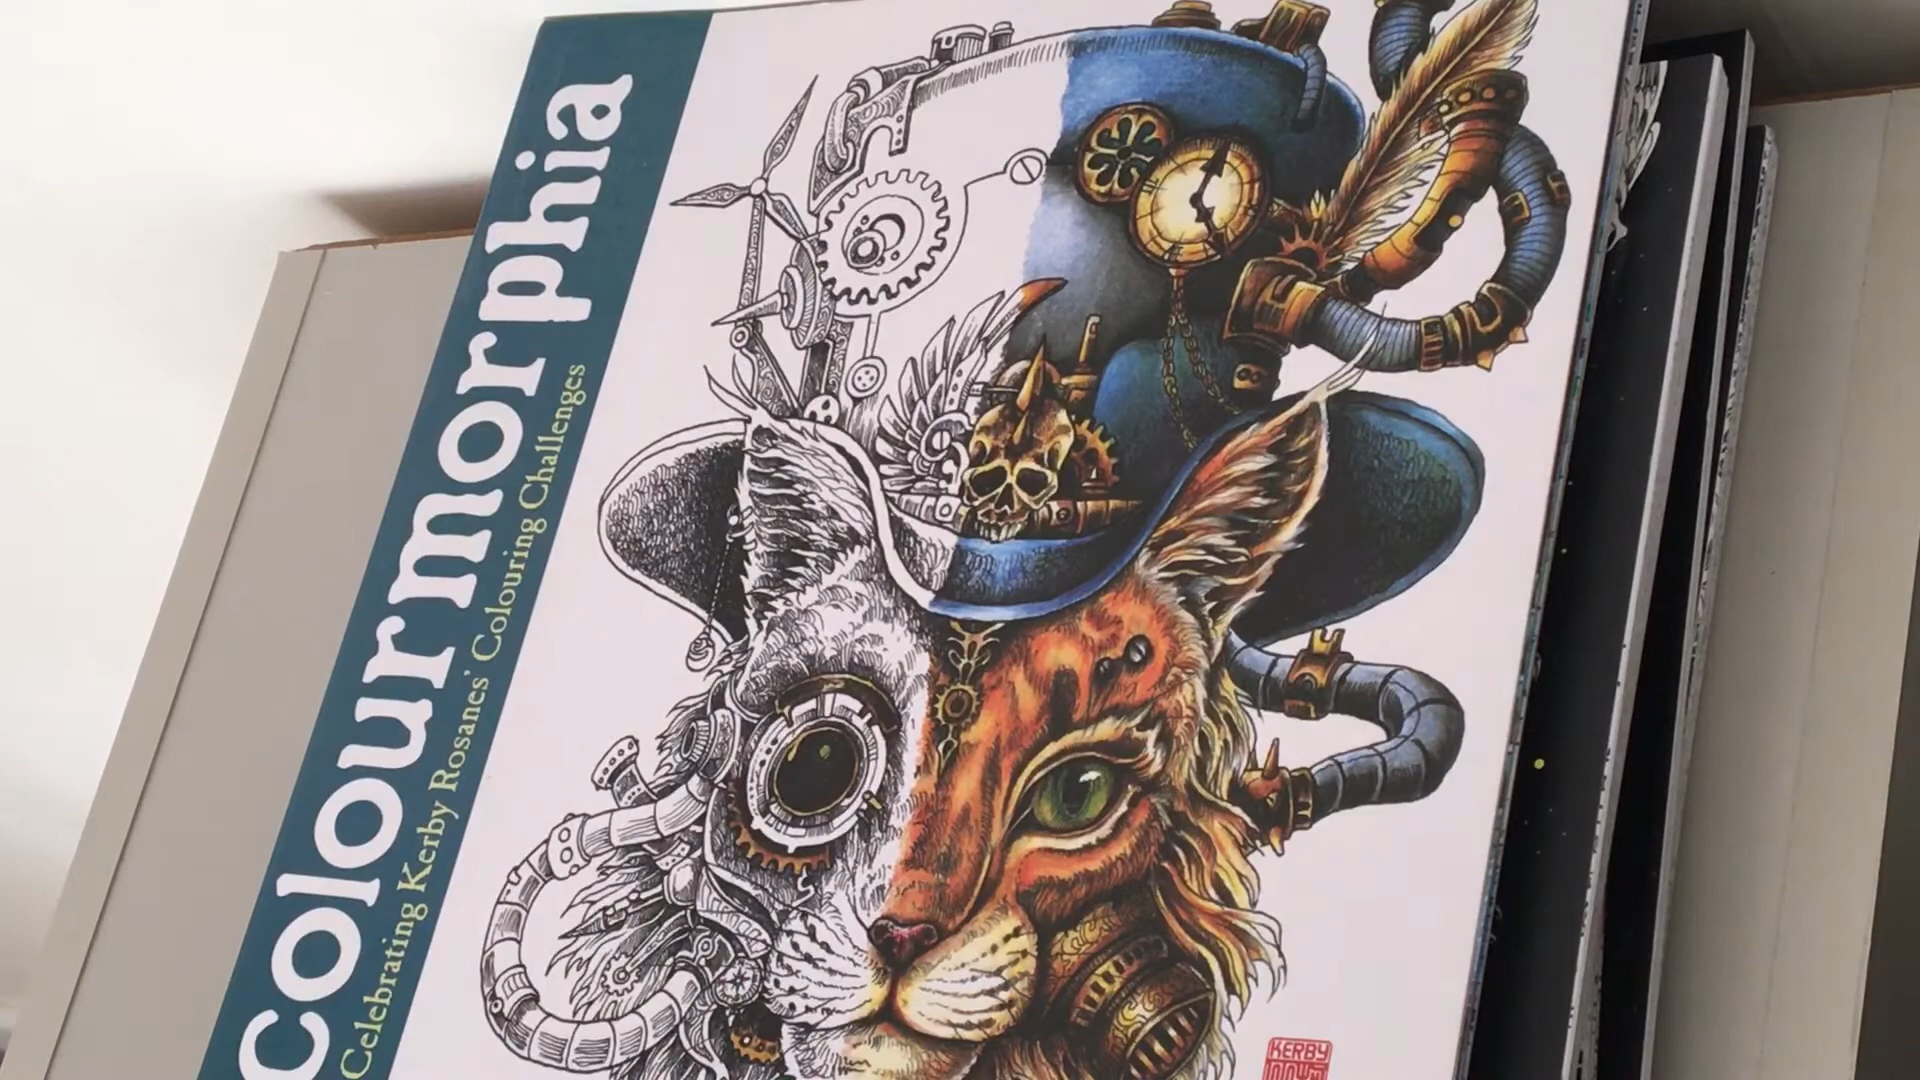 Colourmorphia
Celebrating Kerby Rosanes' Colouring Challenges
KERBY